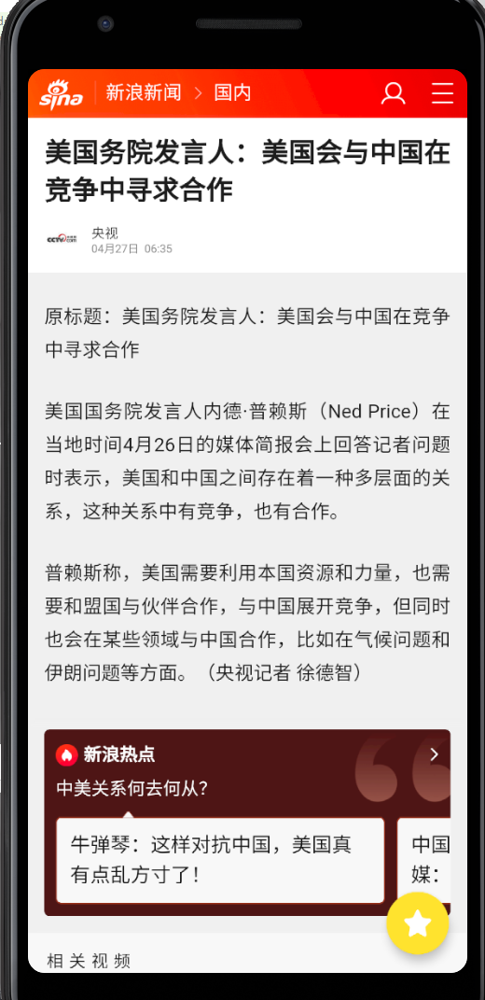 sina 新浪新闻 > 国内
美国务院发言人：美国会与中国在
竞争中寻求合作
央视
04月27日 06:35
原标题：美国务院发言人：美国会与中国在竞争
中寻求合作
美国国务院发言人内德·普赖斯（Ned Price）在
当地时间4月26日的媒体简报会上回答记者问题
时表示，美国和中国之间存在着一种多层面的关
系，这种关系中有竞争，也有合作。
普赖斯称，美国需要利用本国资源和力量，也需
要和盟国与伙伴合作，与中国展开竞争，但同时
也会在某些领域与中国合作，比如在气候问题和
伊朗问题等方面。（央视记者 徐德智）
新浪热点
中美关系何去何从？
牛弹琴：这样对抗中国，美国真
有点乱方寸了！
中国
媒：
相关视频